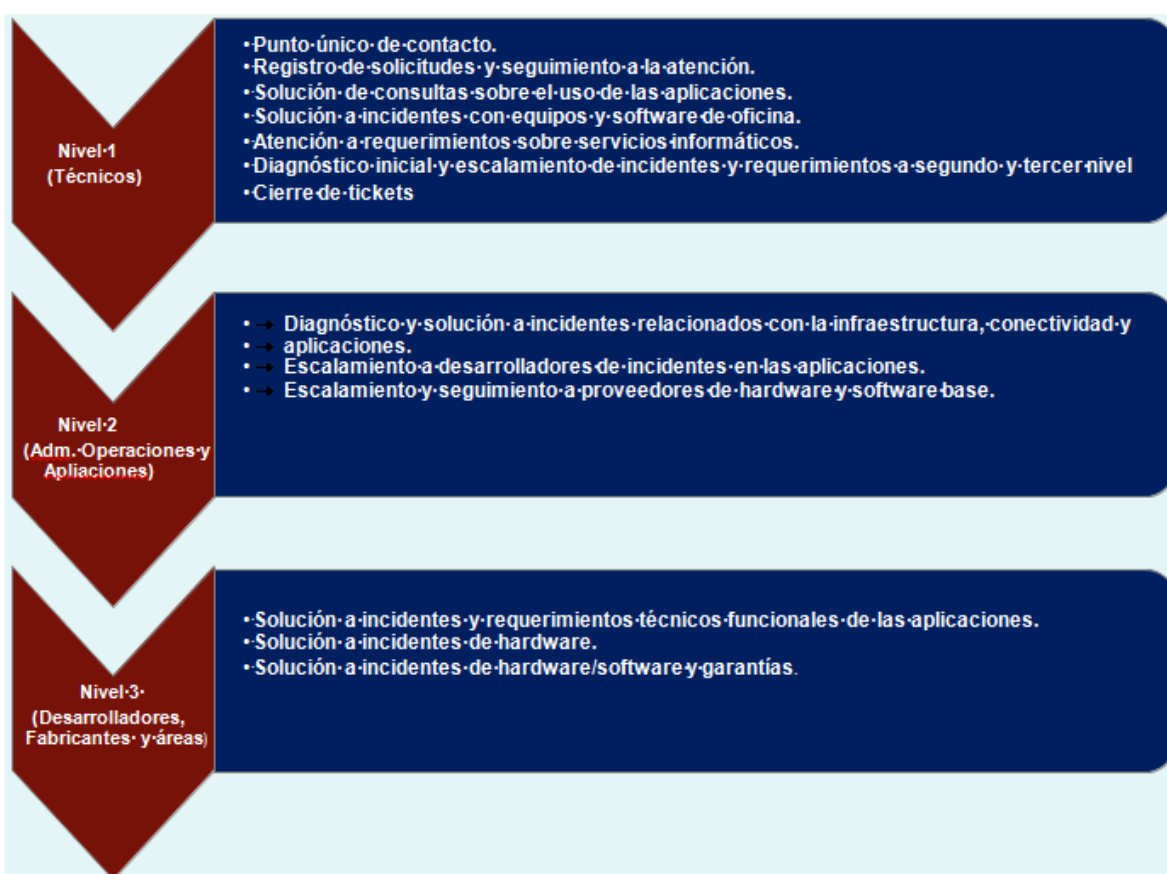 Nivel·1
(Técnicos)
•·Punto·único·de·contacto.
•·Registro·de·solicitudes·y·seguimiento·a·la·atención.
•·Solución·de·consultas·sobre·el·uso·de·las·aplicaciones.
•·Solución·a·incidentes·con·equipos·y·software·de·oficina.
•·Atención·a·requerimientos·sobre·servicios·informáticos.
•·Diagnóstico·inicial·y·escalamiento·de·incidentes·y·requerimientos·a·segundo·y·tercer·nivel
•·Cierre·de·tickets
Nivel·2
(Adm.·Operaciones·y
Apliaciones)
•→ Diagnóstico·y·solución·a·incidentes·relacionados·con·la·infraestructura,·conectividad·y
•→ aplicaciones.
•→ Escalamiento·a·desarrolladores·de·incidentes·en·las·aplicaciones.
•→ Escalamiento·y·seguimiento·a·proveedores·de·hardware·y·software·base.
Nivel·3·
(Desarrolladores,
Fabricantes·y·áreas)
•·Solución·a·incidentes·y·requerimientos·técnicos·funcionales·de·las·aplicaciones.
•·Solución·a·incidentes·de·hardware.
•·Solución·a·incidentes·de·hardware/software·y·garantías.